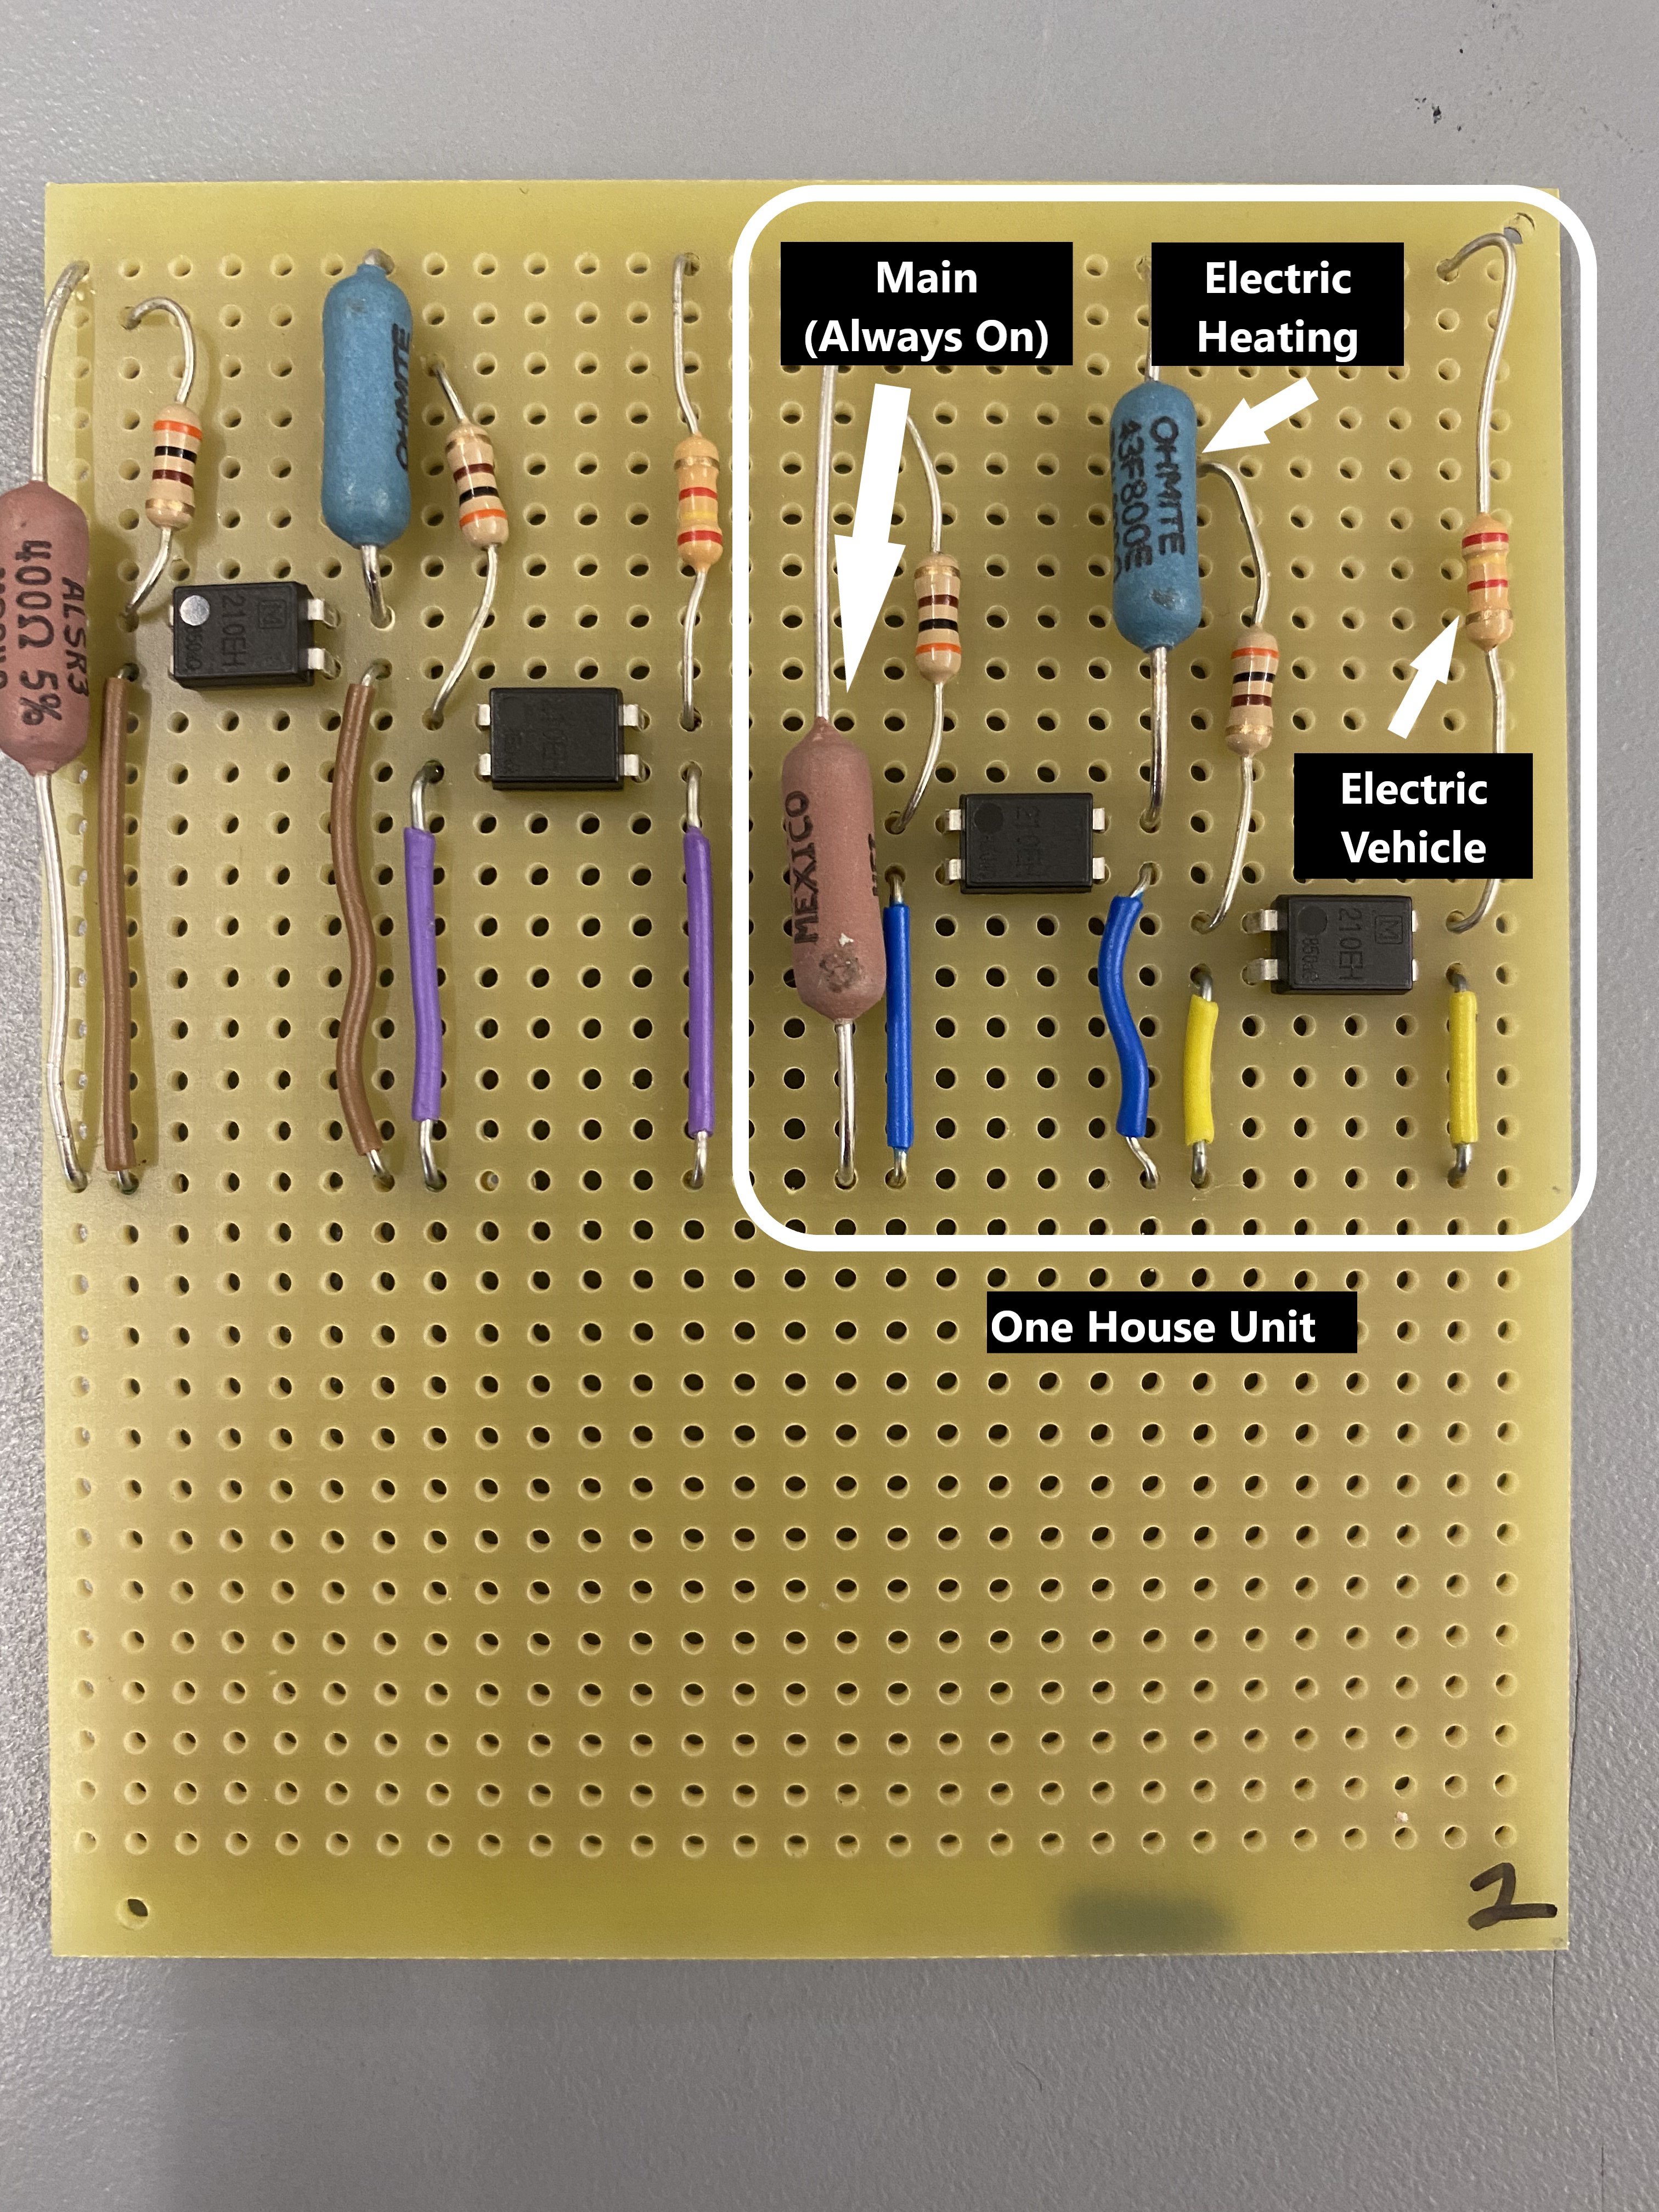 Main
(Always On)
Electric
Heating
Electric
Vehicle
One House Unit
ALSR3
400Ω 5%
OHMITE
210EH
OHMITE
43F800E
MEXICO
M
210EH
2